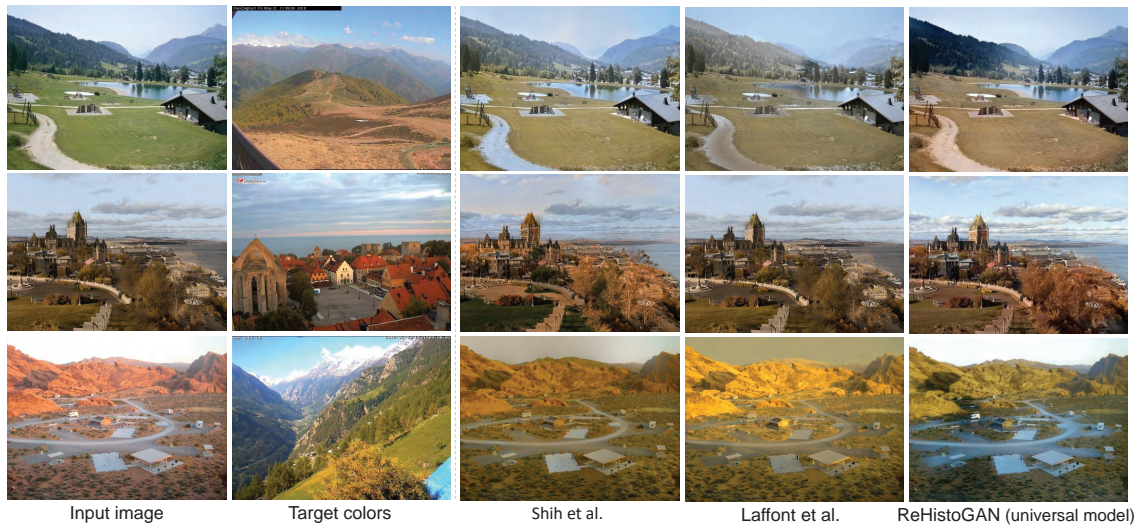 Input image
Target colors
Shih et al.
Laffont et al.
ReHistoGAN (universal model)